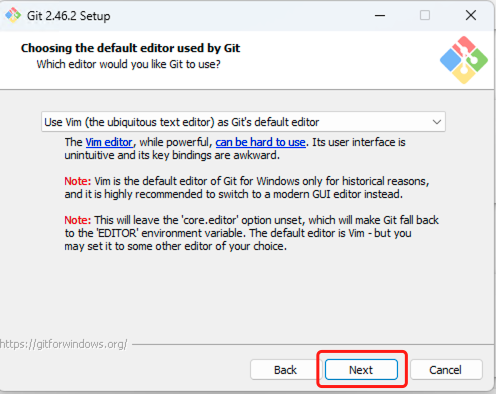 Git 2.46.2 Setup
Choosing the default editor used by Git
Which editor would you like Git to use?
Use Vim (the ubiquitous text editor) as Git's default editor
The Vim editor, while powerful, can be hard to use. Its user interface is
unintuitive and its key bindings are awkward.
Note: Vim is the default editor of Git for Windows only for historical reasons,
and it is highly recommended to switch to a modern GUI editor instead.
Note: This will leave the 'core.editor' option unset, which will make Git fall back
to the 'EDITOR' environment variable. The default editor is Vim - but you
may set it to some other editor of your choice.
https://gitforwindows.org/
Back Next Cancel